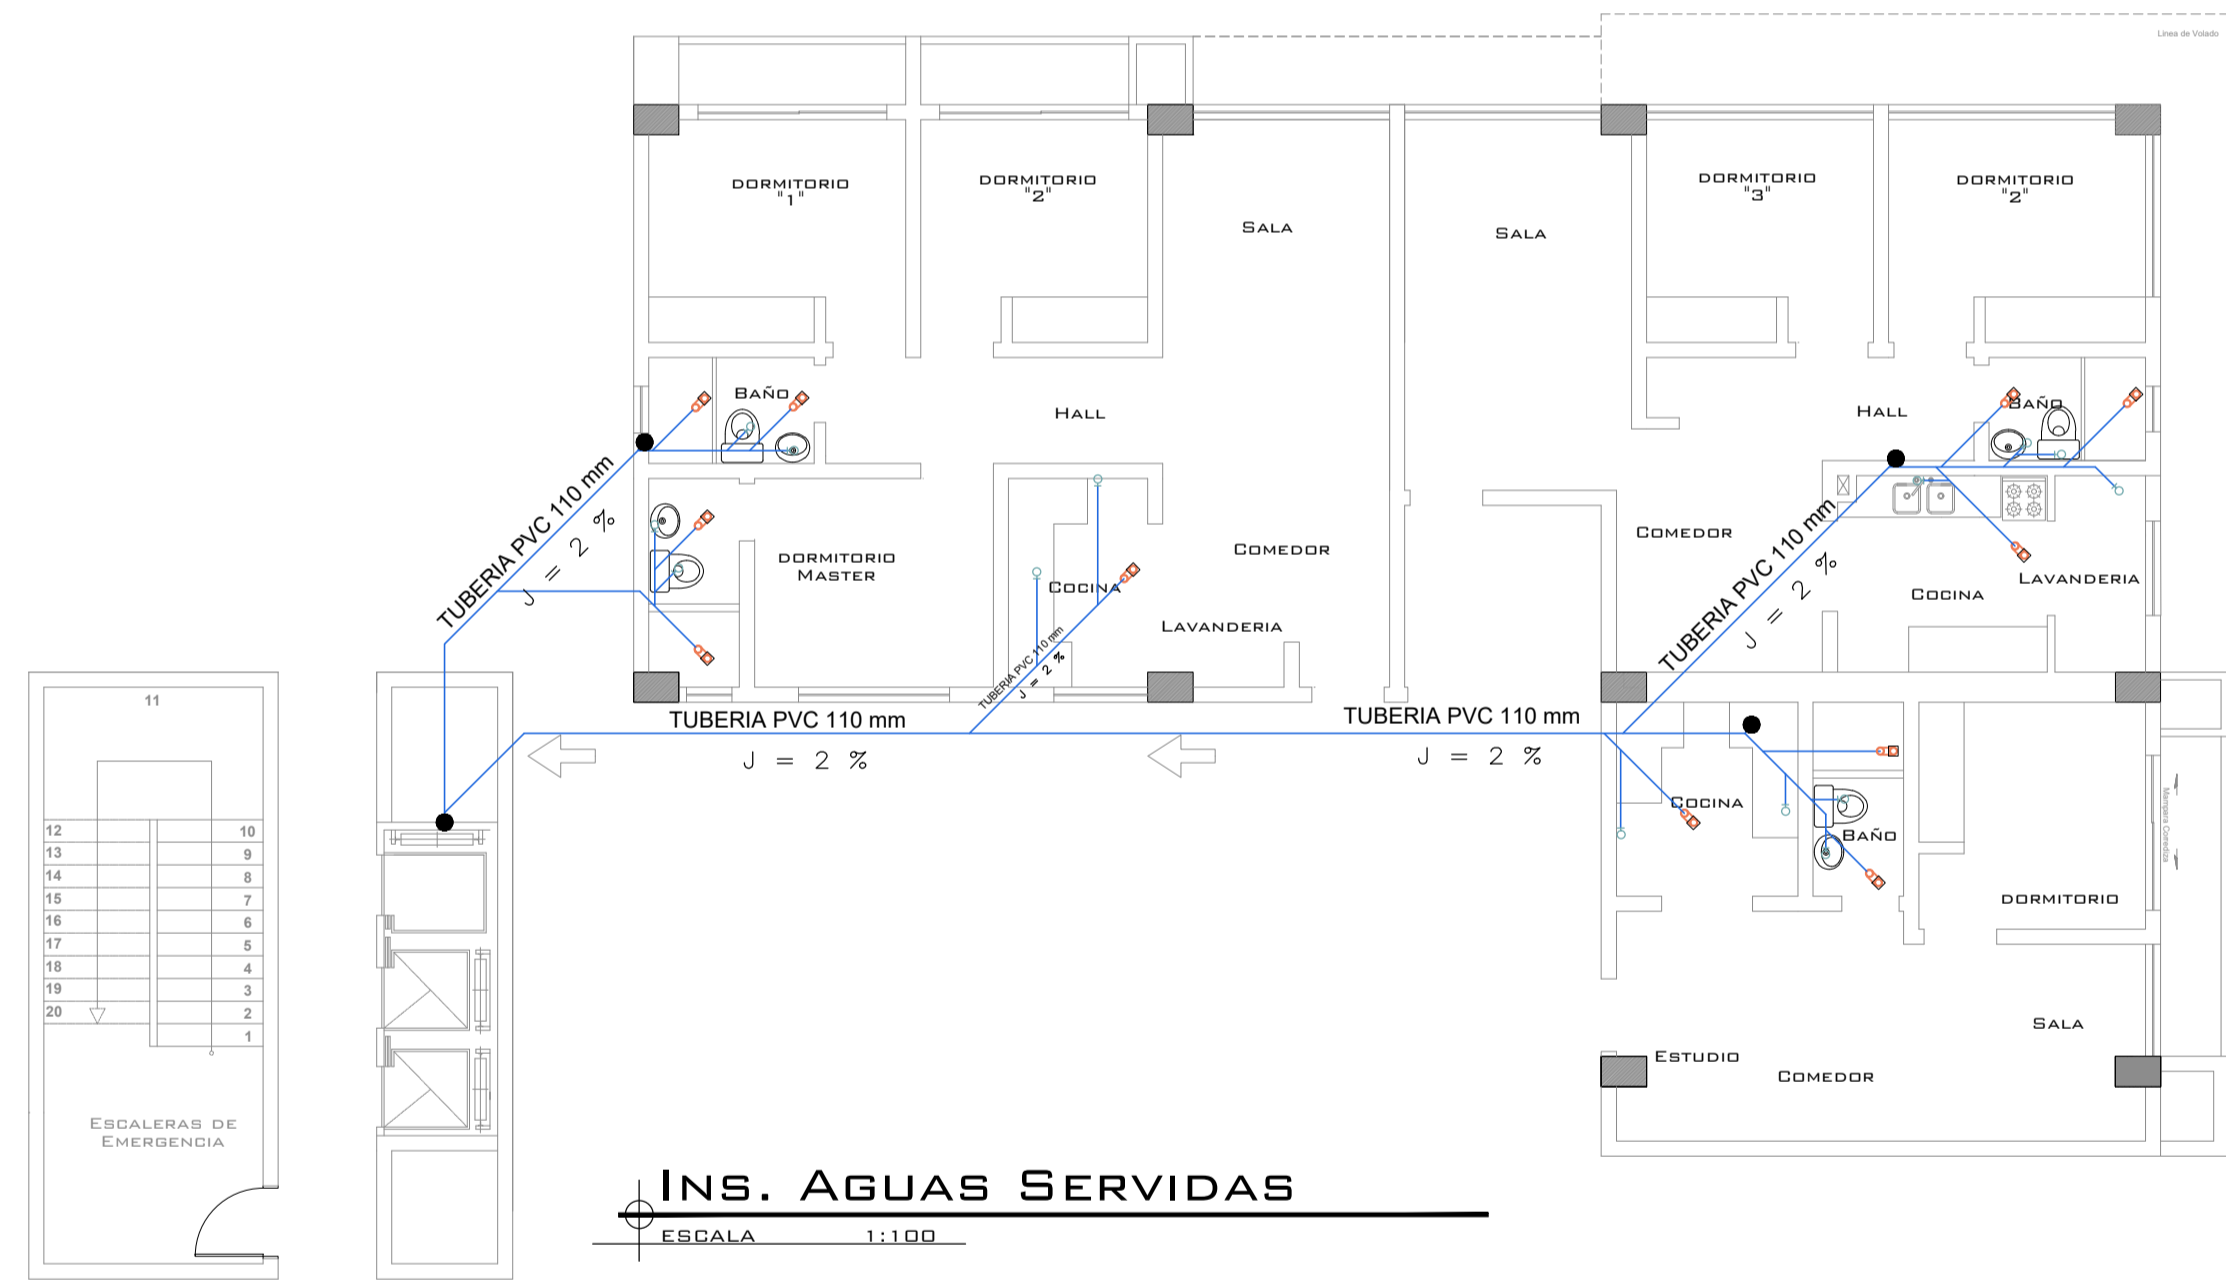 Linea de Volado
DORMITORIO
"1"
DORMITORIO
"2"
DORMITORIO
"3"
DORMITORIO
"2"
SALA
SALA
BAÑO
HALL
HALL
BAÑO
TUBERIA PVC 110 mm
J = 2 %
DORMITORIO
MASTER
COCINA
COMEDOR
LAVANDERIA
COMEDOR
TUBERIA PVC 110 mm
J = 2 %
COCINA
LAVANDERIA
TUBERIA PVC 110 mm
J = 2 %
TUBERIA PVC 110 mm
J = 2 %
TUBERIA PVC 110 mm
J = 2 %
COCINA
BAÑO
DORMITORIO
Mampara Corrediza
SALA
ESTUDIO
COMEDOR
11
12
13
14
15
16
17
18
19
20
10
9
8
7
6
5
4
3
2
1
ESCALERAS DE
EMERGENCIA
INS. AGUAS SERVIDAS
ESCALA 1:100